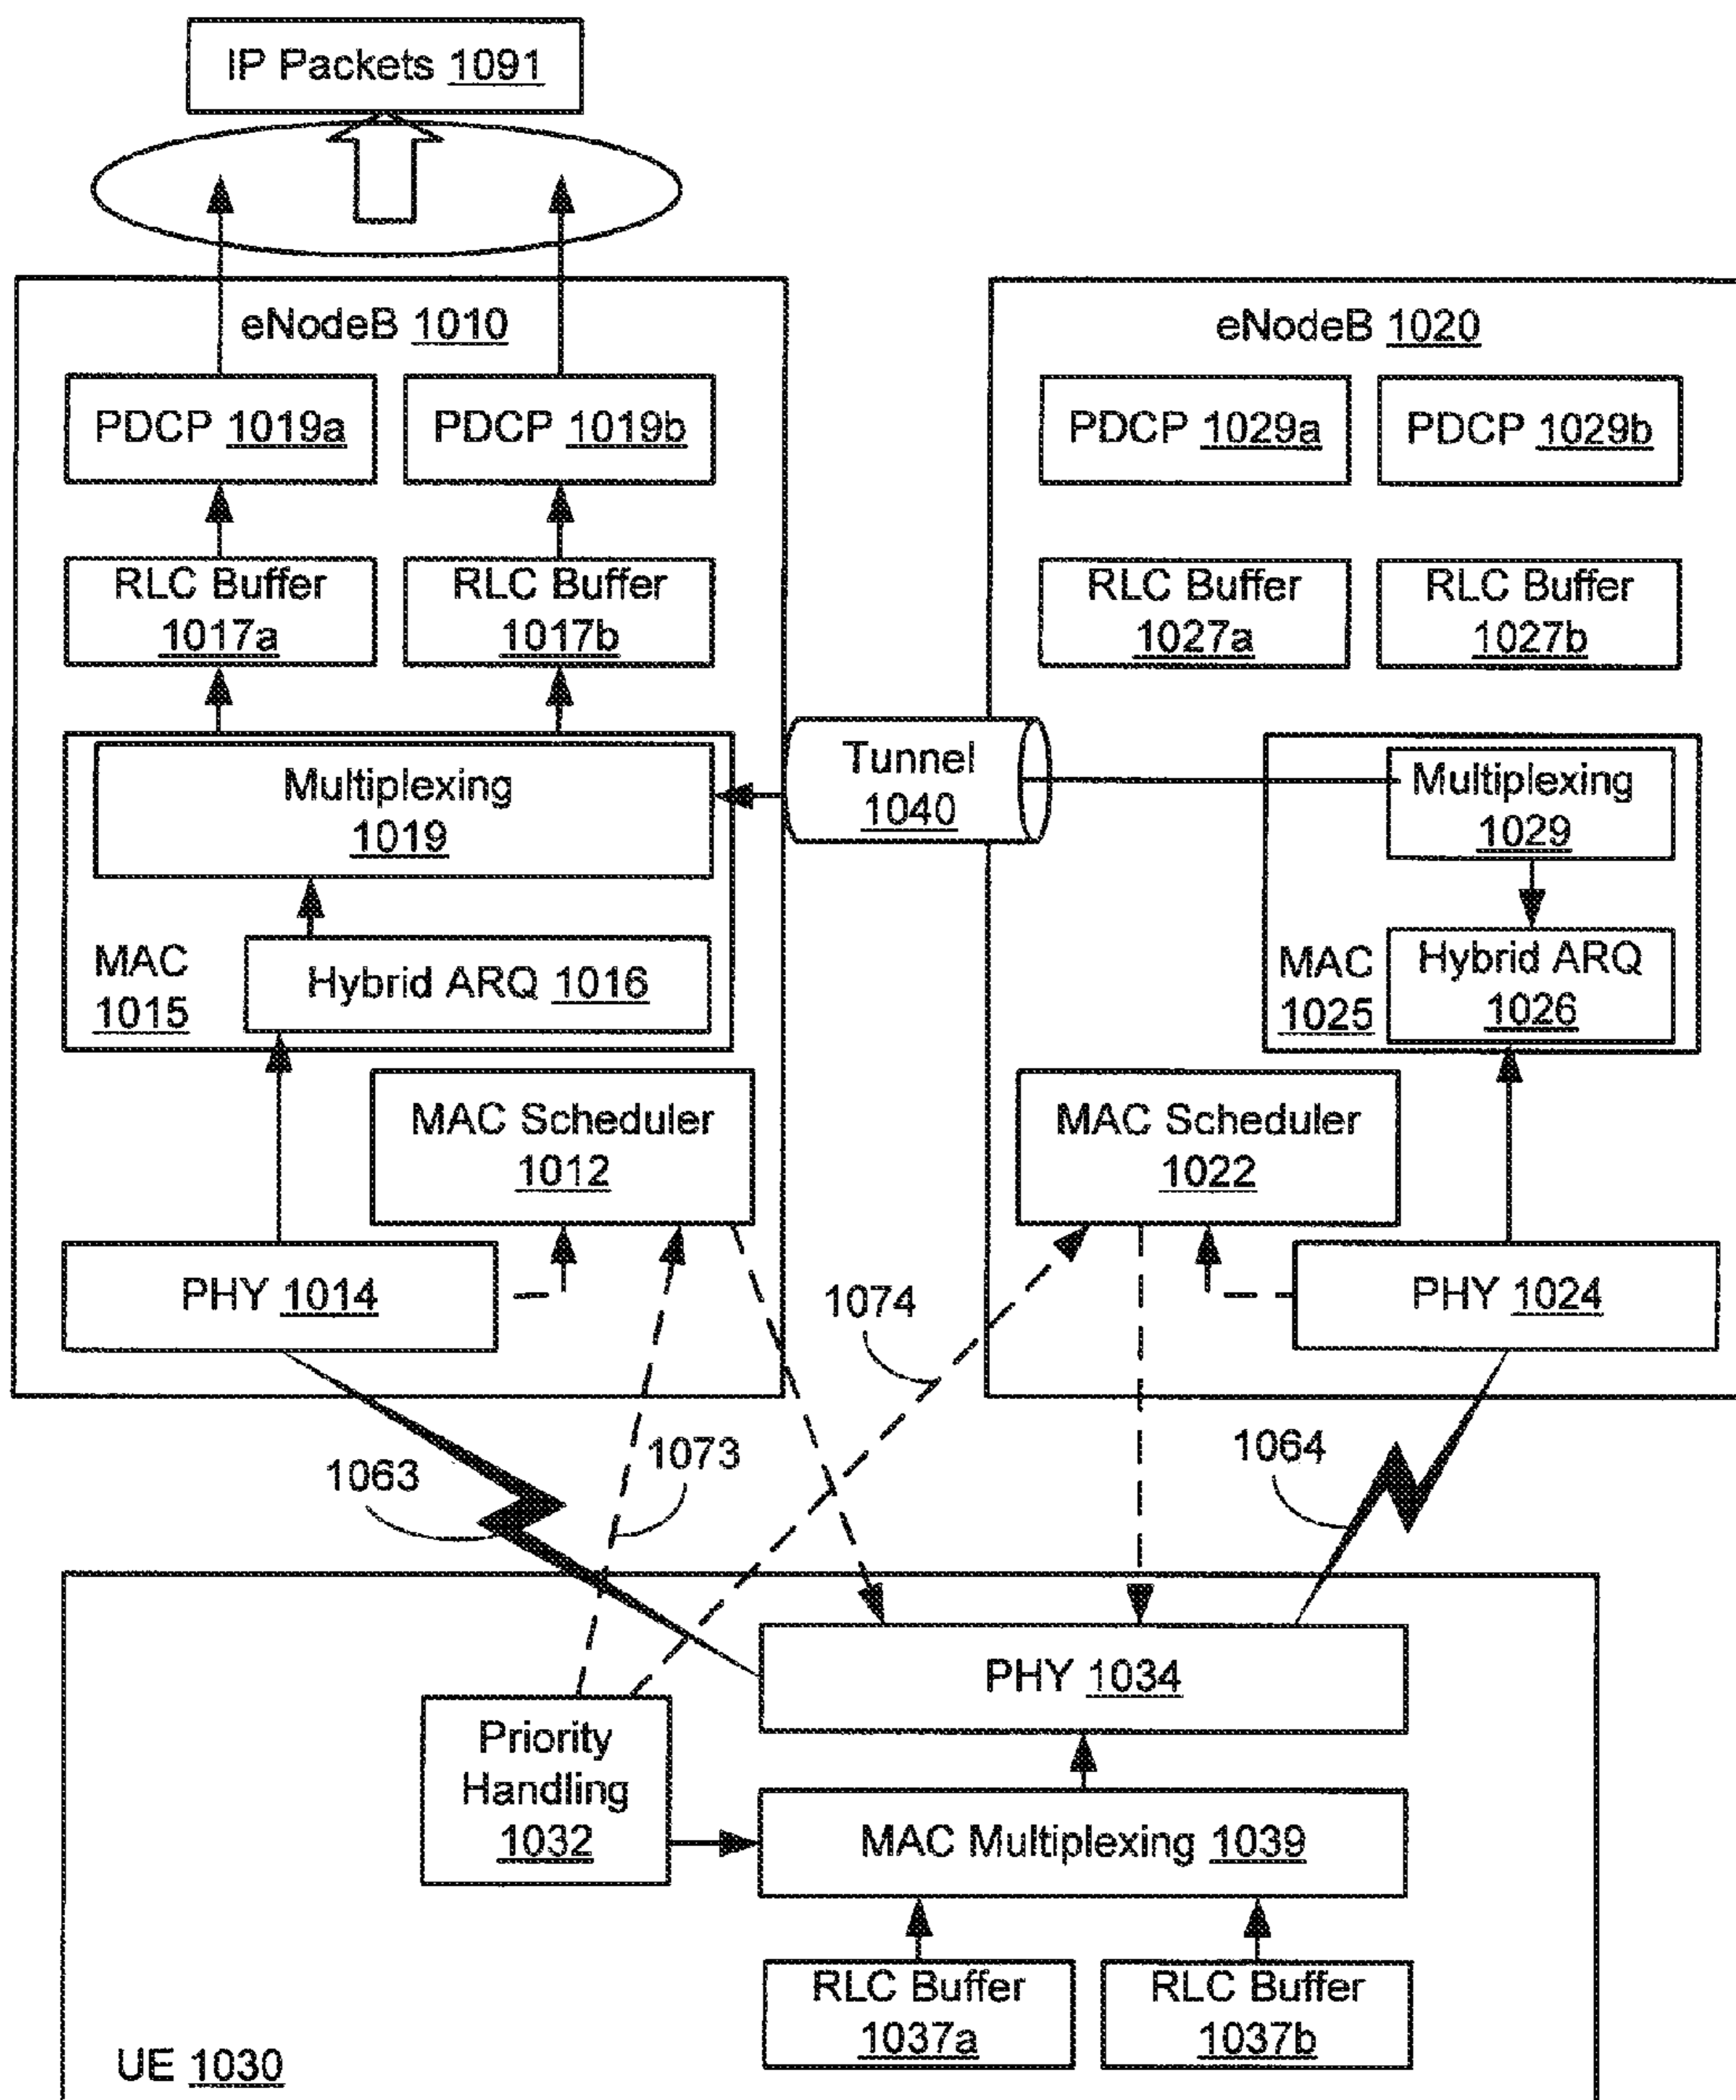 IP Packets 1091
eNodeB 1010
PDCP 1019a
PDCP 1019b
RLC Buffer
1017a
RLC Buffer
1017b
Multiplexing
1019
MAC
1015
Hybrid ARQ 1016
MAC Scheduler
1012
PHY 1014
Tunnel
1040
eNodeB 1020
PDCP 1029a
PDCP 1029b
RLC Buffer
1027a
RLC Buffer
1027b
Multiplexing
1029
MAC
1025
Hybrid ARQ
1026
MAC Scheduler
1022
PHY 1024
1074
1063
1073
1064
PHY 1034
Priority
Handling
1032
MAC Multiplexing 1039
RLC Buffer
1037a
RLC Buffer
1037b
UE 1030